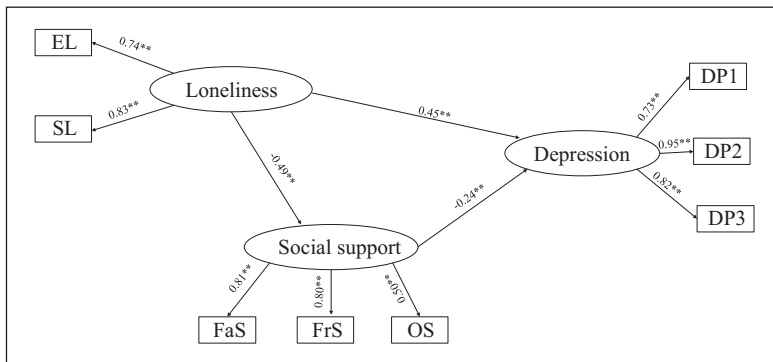 EL
0.74**
Loneliness
SL
0.83**
0.45**
DP1
0.73**
Depression
0.95**
DP2
0.82**
DP3
-0.49**
-0.24**
Social support
0.81**
0.80**
0.50**
FaS
FrS
OS